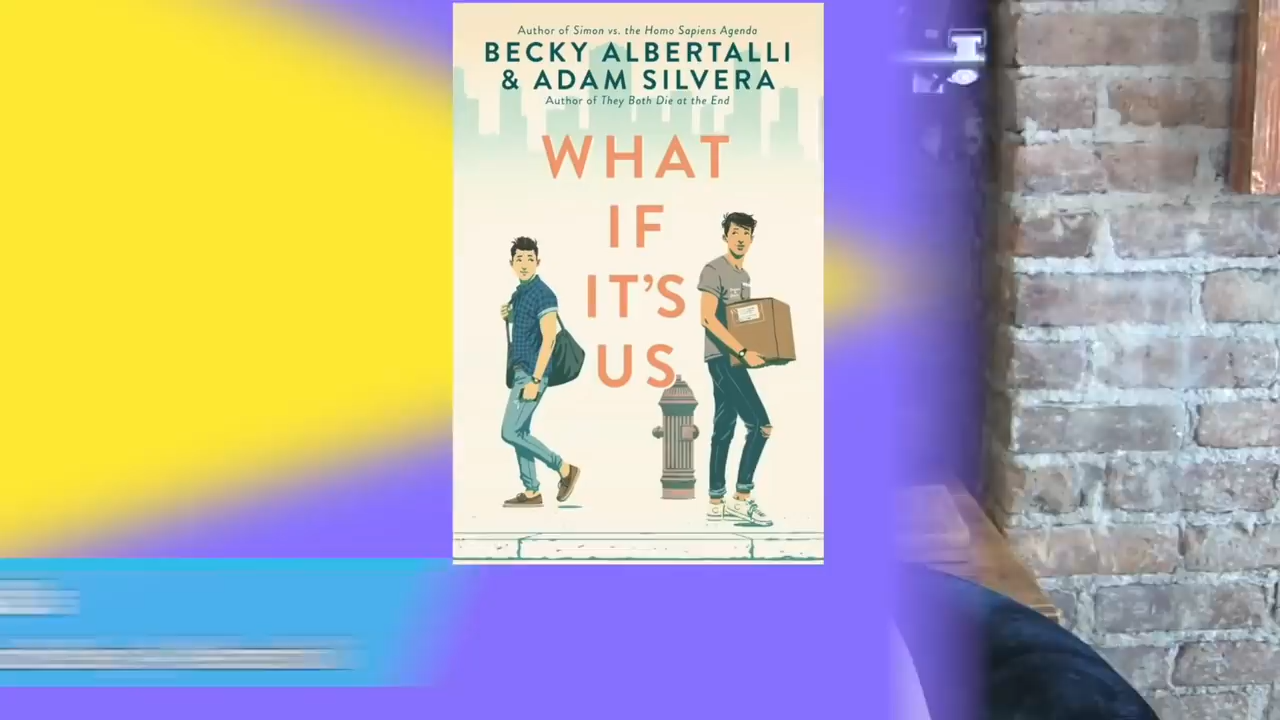 Author of Simon vs. the Homo Sapiens Agenda
BECKY ALBERTALLI
& ADAM SILVERA
Author of They Both Die at the End
WHAT
IF
IT'S
US